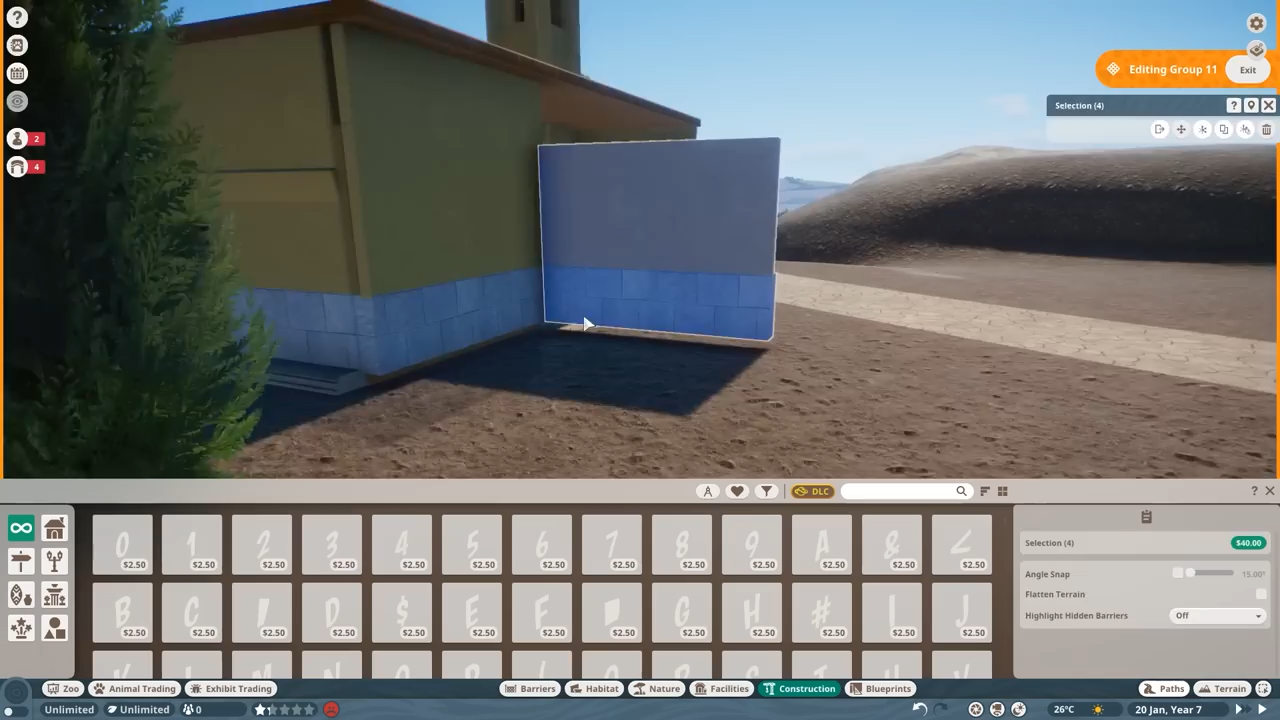 ?
Editing Group 11
Exit
Selection (4)
?
2
4
DLC
?
0 $2.50
1 $2.50
2 $2.50
3 $2.50
4 $2.50
5 $2.50
6 $2.50
7 $2.50
8 $2.50
9 $2.50
A $2.50
& $2.50
$2.50
B $2.50
C $2.50
$2.50
D $2.50
$ $2.50
E $2.50
F $2.50
$2.50
G $2.50
H $2.50
# $2.50
I $2.50
J $2.50
Selection (4)
$40.00
Angle Snap
15.00°
Flatten Terrain
Highlight Hidden Barriers
Off
Zoo
Animal Trading
Exhibit Trading
Barriers
Habitat
Nature
Facilities
Construction
Blueprints
Paths
Terrain
Unlimited
Unlimited
0
26°C
20 Jan, Year 7